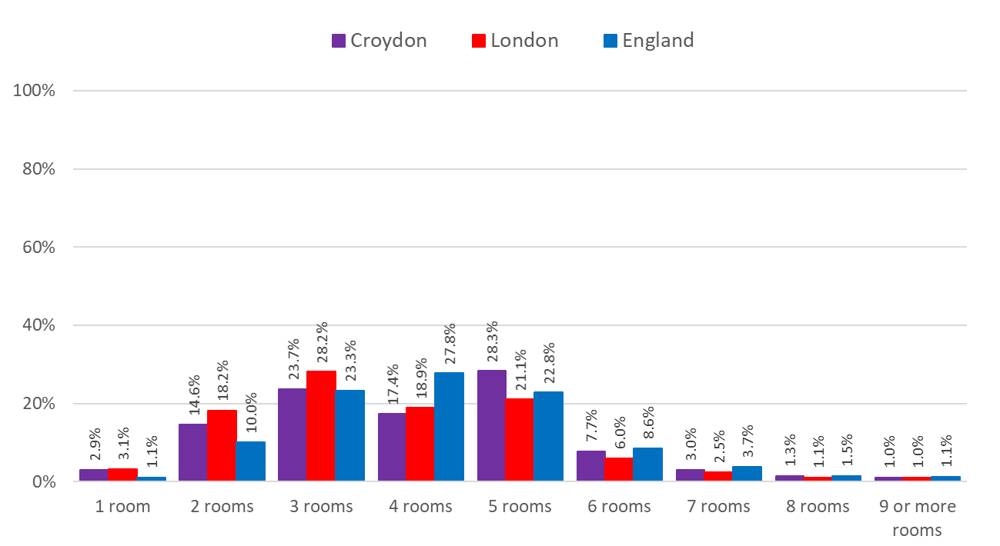 Croydon London England
100%
80%
60%
40%
20%
0%
2.9% 3.1% 1.1%
14.6% 18.2% 10.0%
23.7% 28.2% 23.3%
17.4% 18.9% 27.8%
28.3% 21.1% 22.8%
7.7% 6.0% 8.6%
3.0% 2.5% 3.7%
1.3% 1.1% 1.5%
1.0% 1.0% 1.1%
1 room 2 rooms 3 rooms 4 rooms 5 rooms 6 rooms 7 rooms 8 rooms 9 or more
rooms